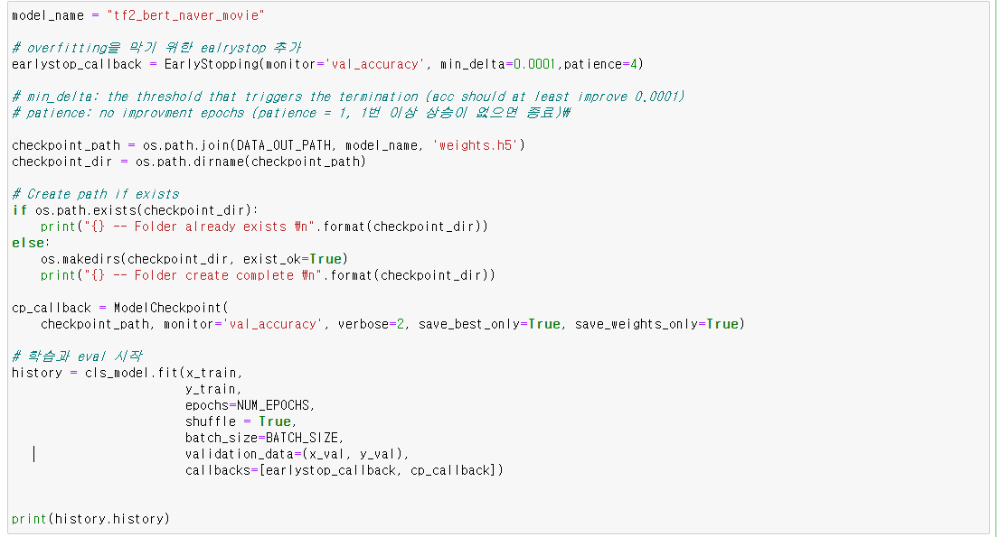 model_name = "tf2_bert_naver_movie"
# overfitting을 막기 위한 ealrystop 추가
earlystop_callback = EarlyStopping(monitor='val_accuracy', min_delta=0.0001,patience=4)
# min_delta: the threshold that triggers the termination (acc should at least improve 0.0001)
# patience: no improvment epochs (patience = 1, 1번 이상 상승이 없으면 종료)₩
checkpoint_path = os.path.join(DATA_OUT_PATH, model_name, 'weights.h5')
checkpoint_dir = os.path.dirname(checkpoint_path)
# Create path if exists
if os.path.exists(checkpoint_dir):
    print("{} -- Folder already exists ₩n".format(checkpoint_dir))
else:
    os.makedirs(checkpoint_dir, exist_ok=True)
    print("{} -- Folder create complete ₩n".format(checkpoint_dir))
cp_callback = ModelCheckpoint(
    checkpoint_path, monitor='val_accuracy', verbose=2, save_best_only=True, save_weights_only=True)
# 학습과 eval 시작
history = cls_model.fit(x_train,
                        y_train,
                        epochs=NUM_EPOCHS,
                        shuffle = True,
                        batch_size=BATCH_SIZE,
                        validation_data=(x_val, y_val),
                        callbacks=[earlystop_callback, cp_callback])
print(history.history)